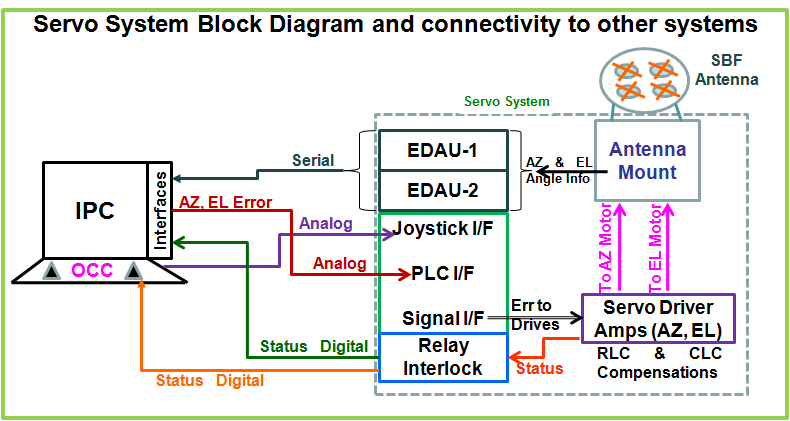 Servo System Block Diagram and connectivity to other systems
SBF
Antenna
Servo System
EDAU-1
EDAU-2
AZ & EL
Angle Info
Antenna
Mount
Serial
IPC
Interfaces
AZ, EL Error
OCC
Analog
Joystick I/F
Analog
PLC I/F
To AZ Motor
To EL Motor
Signal I/F
Err to
Drives
Servo Driver
Amps (AZ, EL)
RLC & CLC
Compensations
Relay
Interlock
Status
Status Digital
Status Digital